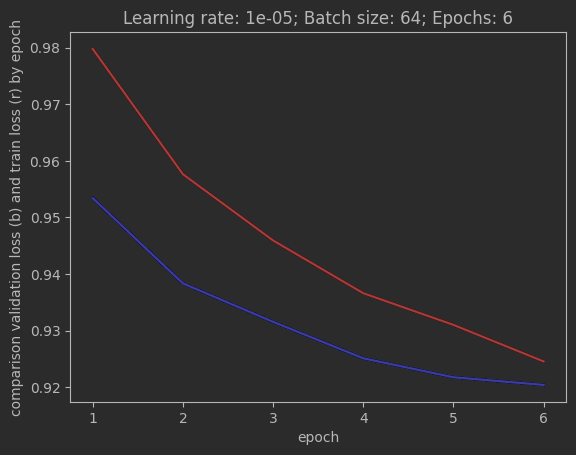 Learning rate: 1e-05; Batch size: 64; Epochs: 6
comparison validation loss (b) and train loss (r) by epoch
0.98
0.97
0.96
0.95
0.94
0.93
0.92
1 2 3 4 5 6
epoch